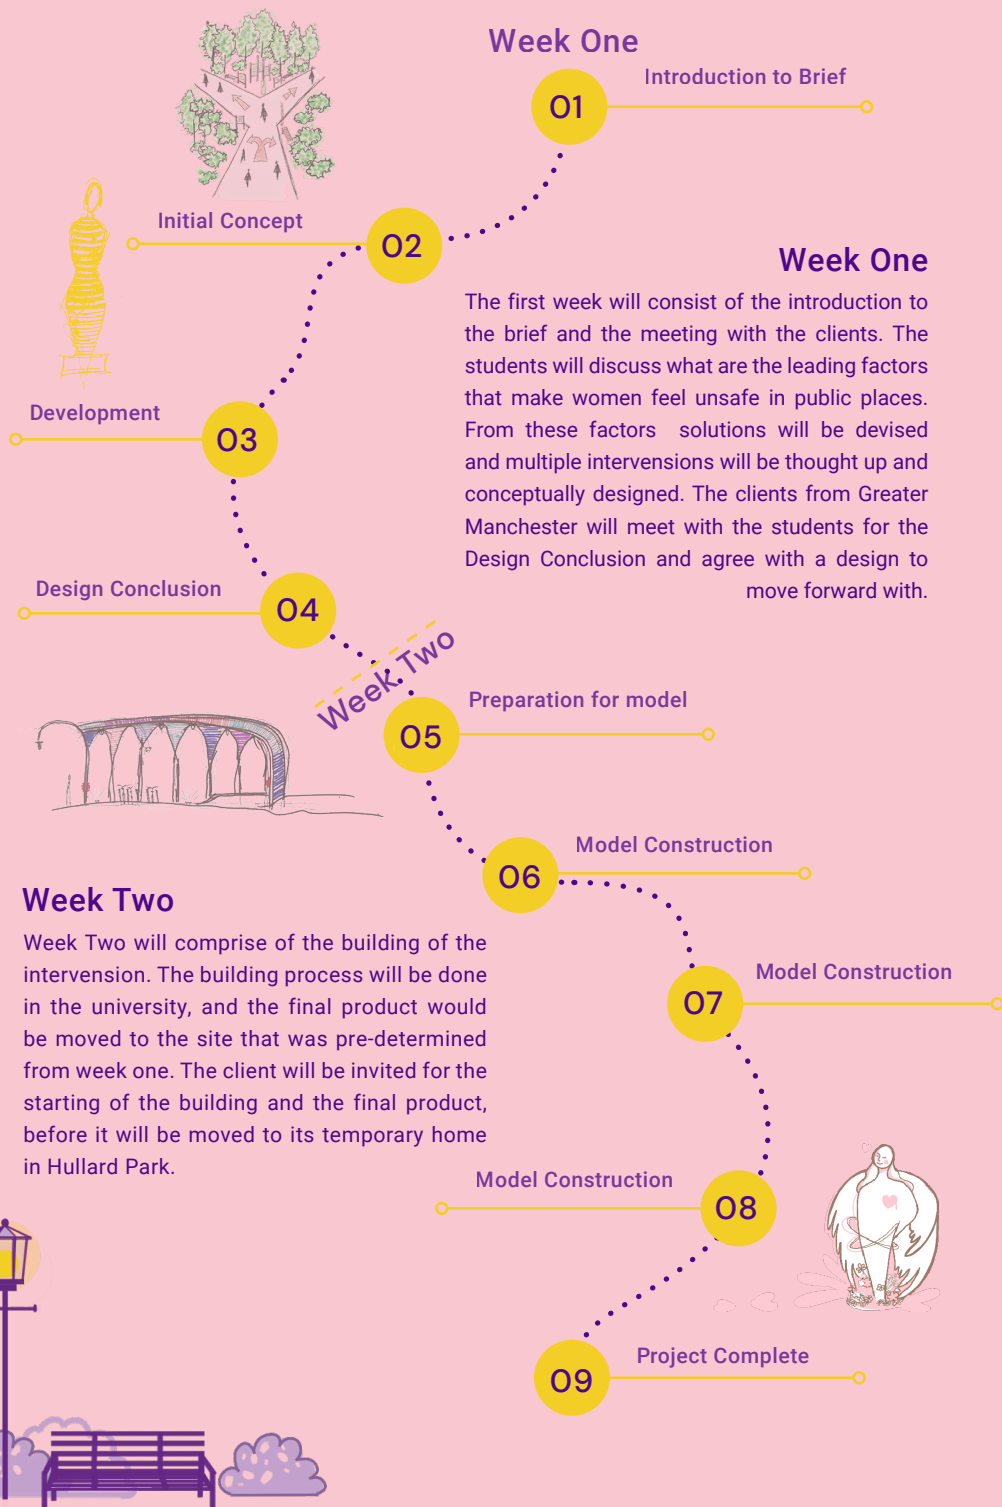 Week One
Introduction to Brief
01
Initial Concept
02
Week One
The first week will consist of the introduction to
the brief and the meeting with the clients. The
students will discuss what are the leading factors
that make women feel unsafe in public places.
From these factors solutions will be devised
and multiple intervensions will be thought up and
conceptually designed. The clients from Greater
Manchester will meet with the students for the
Design Conclusion and agree with a design to
move forward with.
Development
03
Design Conclusion
04
Week Two
Preparation for model
05
Model Construction
06
Week Two
Week Two will comprise of the building of the
intervension. The building process will be done
in the university, and the final product would
be moved to the site that was pre-determined
from week one. The client will be invited for the
starting of the building and the final product,
before it will be moved to its temporary home
in Hullard Park.
Model Construction
07
Model Construction
08
Project Complete
09